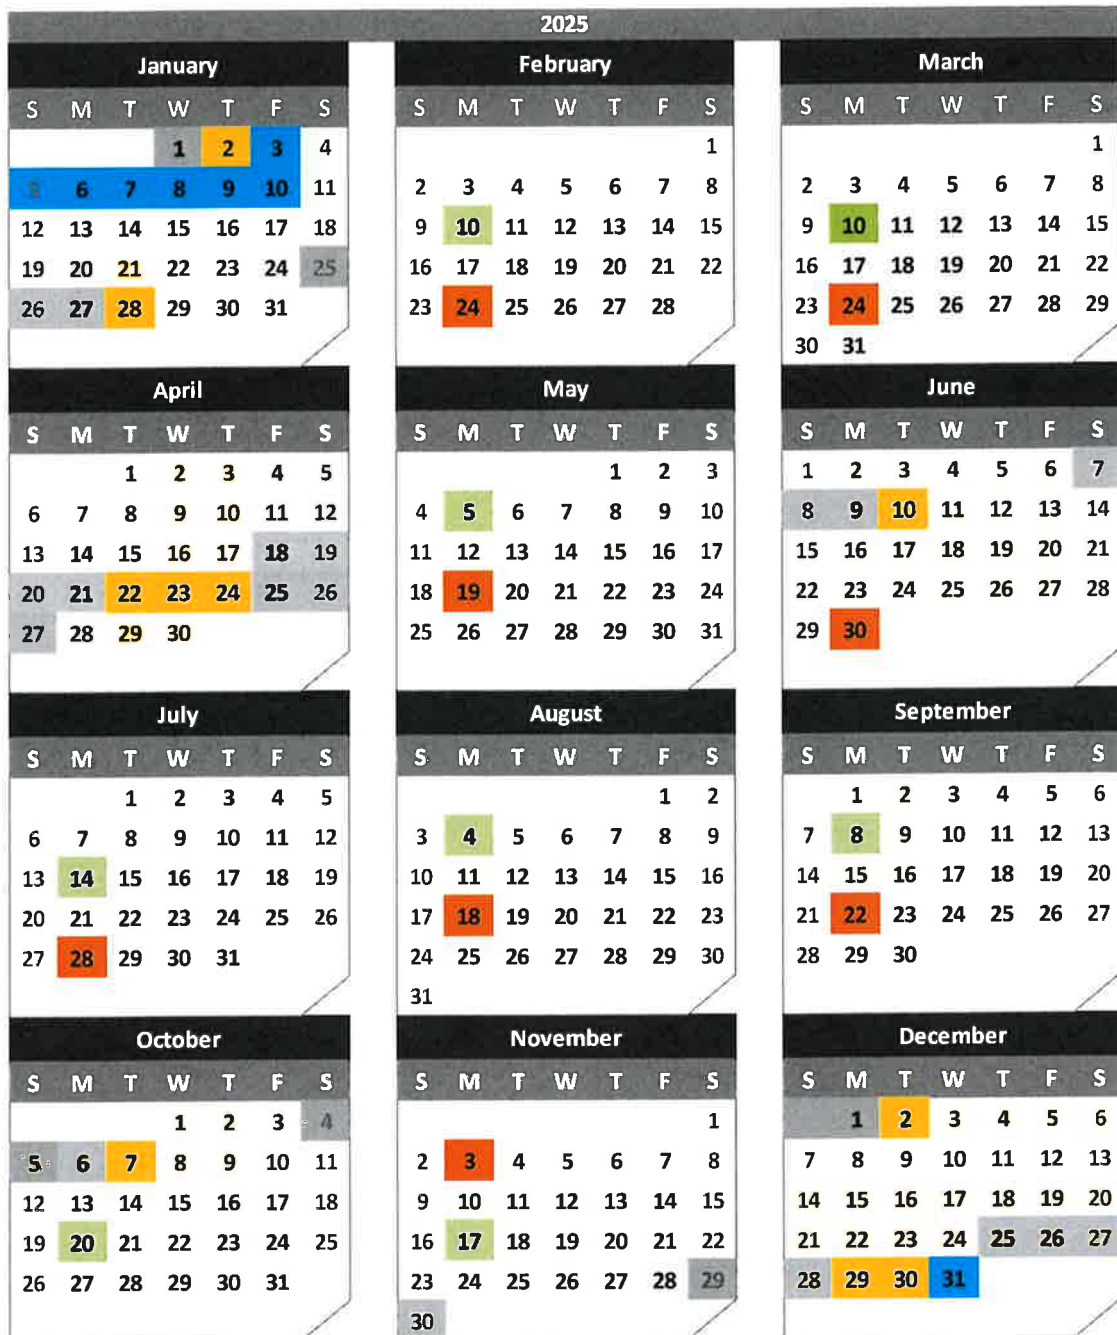 2025
January
S M T W T F S
1 2 3 4
5 6 7 8 9 10 11
12 13 14 15 16 17 18
19 20 21 22 23 24 25
26 27 28 29 30 31
February
S M T W T F S
1
2 3 4 5 6 7 8
9 10 11 12 13 14 15
16 17 18 19 20 21 22
23 24 25 26 27 28
March
S M T W T F S
1
2 3 4 5 6 7 8
9 10 11 12 13 14 15
16 17 18 19 20 21 22
23 24 25 26 27 28 29
30 31
April
S M T W T F S
1 2 3 4 5
6 7 8 9 10 11 12
13 14 15 16 17 18 19
20 21 22 23 24 25 26
27 28 29 30
May
S M T W T F S
1 2 3
4 5 6 7 8 9 10
11 12 13 14 15 16 17
18 19 20 21 22 23 24
25 26 27 28 29 30 31
June
S M T W T F S
1 2 3 4 5 6 7
8 9 10 11 12 13 14
15 16 17 18 19 20 21
22 23 24 25 26 27 28
29 30
July
S M T W T F S
1 2 3 4 5
6 7 8 9 10 11 12
13 14 15 16 17 18 19
20 21 22 23 24 25 26
27 28 29 30 31
August
S M T W T F S
1 2
3 4 5 6 7 8 9
10 11 12 13 14 15 16
17 18 19 20 21 22 23
24 25 26 27 28 29 30
31
September
S M T W T F S
1 2 3 4 5 6
7 8 9 10 11 12 13
14 15 16 17 18 19 20
21 22 23 24 25 26 27
28 29 30
October
S M T W T F S
1 2 3 4
5 6 7 8 9 10 11
12 13 14 15 16 17 18
19 20 21 22 23 24 25
26 27 28 29 30 31
November
S M T W T F S
1
2 3 4 5 6 7 8
9 10 11 12 13 14 15
16 17 18 19 20 21 22
23 24 25 26 27 28 29
30
December
S M T W T F S
1 2 3 4 5 6
7 8 9 10 11 12 13
14 15 16 17 18 19 20
21 22 23 24 25 26 27
28 29 30 31